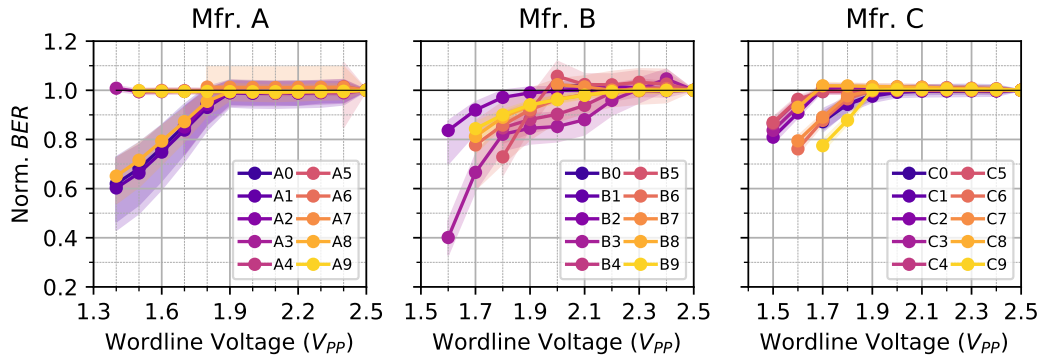 Mfr. A
Mfr. B
Mfr. C
Norm. BER
1.2
1.0
0.8
0.6
0.4
0.2
A0 A5
A1 A6
A2 A7
A3 A8
A4 A9
B0 B5
B1 B6
B2 B7
B3 B8
B4 B9
C0 C5
C1 C6
C2 C7
C3 C8
C4 C9
1.3 1.6 1.9 2.2 2.5
1.5 1.7 1.9 2.1 2.3 2.5
1.5 1.7 1.9 2.1 2.3 2.5
Wordline Voltage (VPP)
Wordline Voltage (VPP)
Wordline Voltage (VPP)